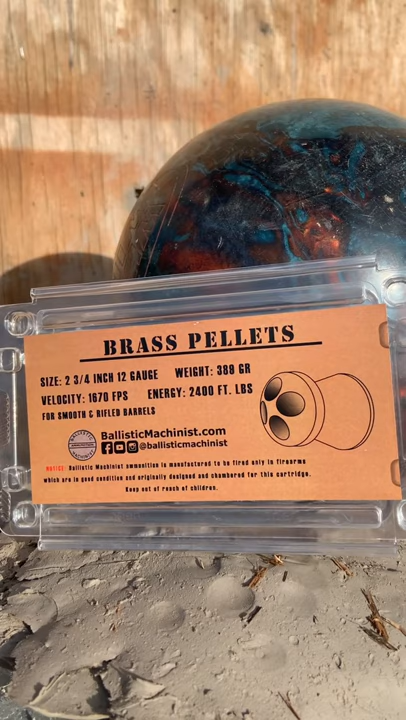 BRASS PELLETS
SIZE: 2 3/4 INCH 12 GAUGE WEIGHT: 389 GR
VELOCITY: 1670 FPS ENERGY: 2400 FT. LBS
FOR SMOOTH & RIFLED BARRELS
BALLISTIC
MACHINIST
BallisticMachinist.com
@ballisticmachinist
NOTICE: Ballistic Machinist ammunition is manufactured to be fired only in firearms
which are in good condition and originally designed and chambered for this cartridge.
Keep out of reach of children.